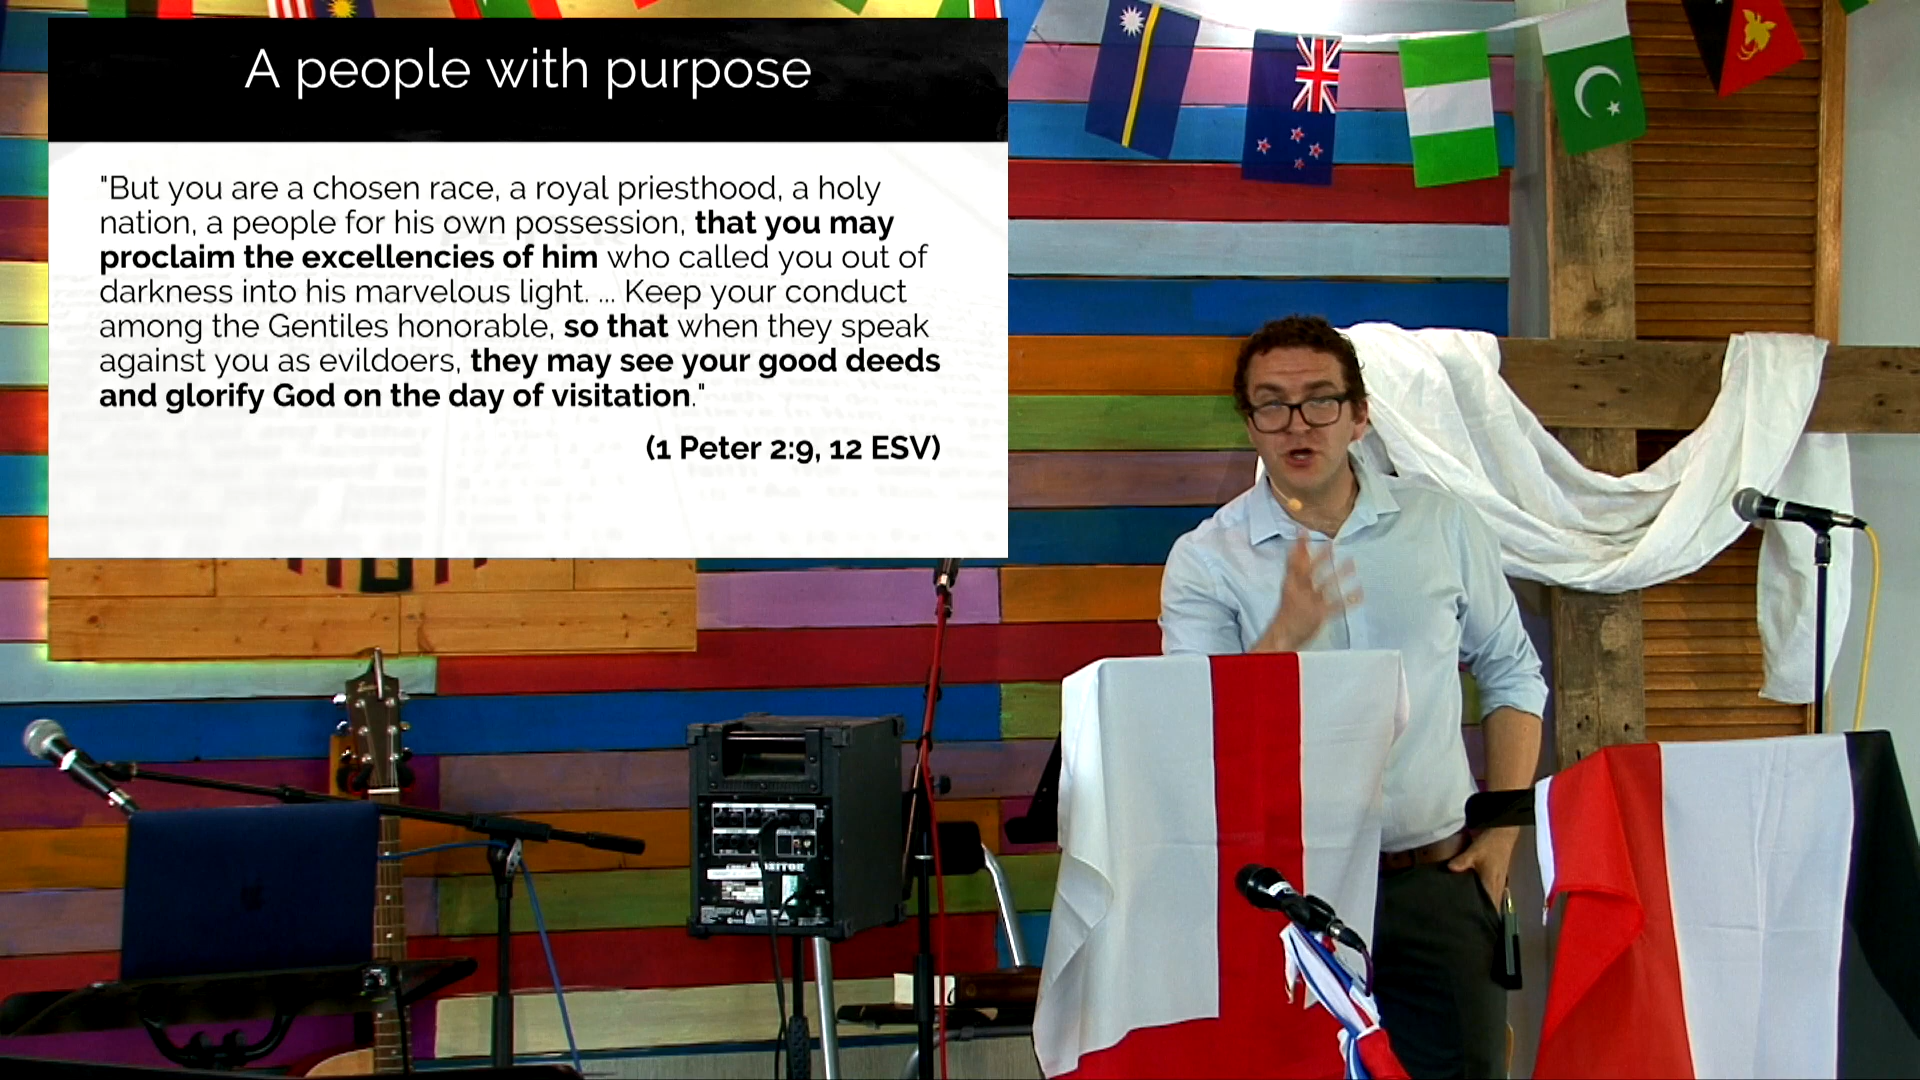 A people with purpose
"But you are a chosen race, a royal priesthood, a holy
nation, a people for his own possession, that you may
proclaim the excellencies of him who called you out of
darkness into his marvelous light. ... Keep your conduct
among the Gentiles honorable, so that when they speak
against you as evildoers, they may see your good deeds
and glorify God on the day of visitation."
(1 Peter 2:9, 12 ESV)